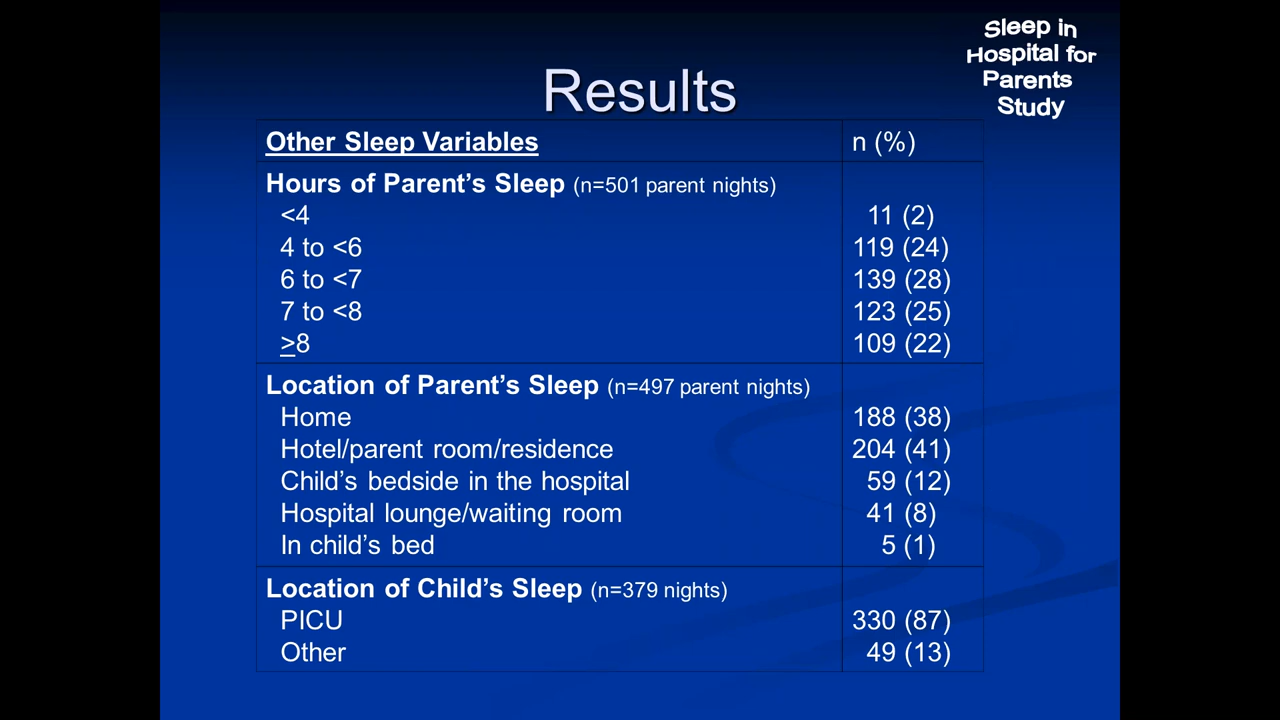 Sleep in
Hospital for
Parents
Study
Results
Other Sleep Variables n (%)
Hours of Parent's Sleep (n=501 parent nights)
<4 11 (2)
4 to <6 119 (24)
6 to <7 139 (28)
7 to <8 123 (25)
>8 109 (22)
Location of Parent's Sleep (n=497 parent nights)
Home 188 (38)
Hotel/parent room/residence 204 (41)
Child's bedside in the hospital 59 (12)
Hospital lounge/waiting room 41 (8)
In child's bed 5 (1)
Location of Child's Sleep (n=379 nights)
PICU 330 (87)
Other 49 (13)